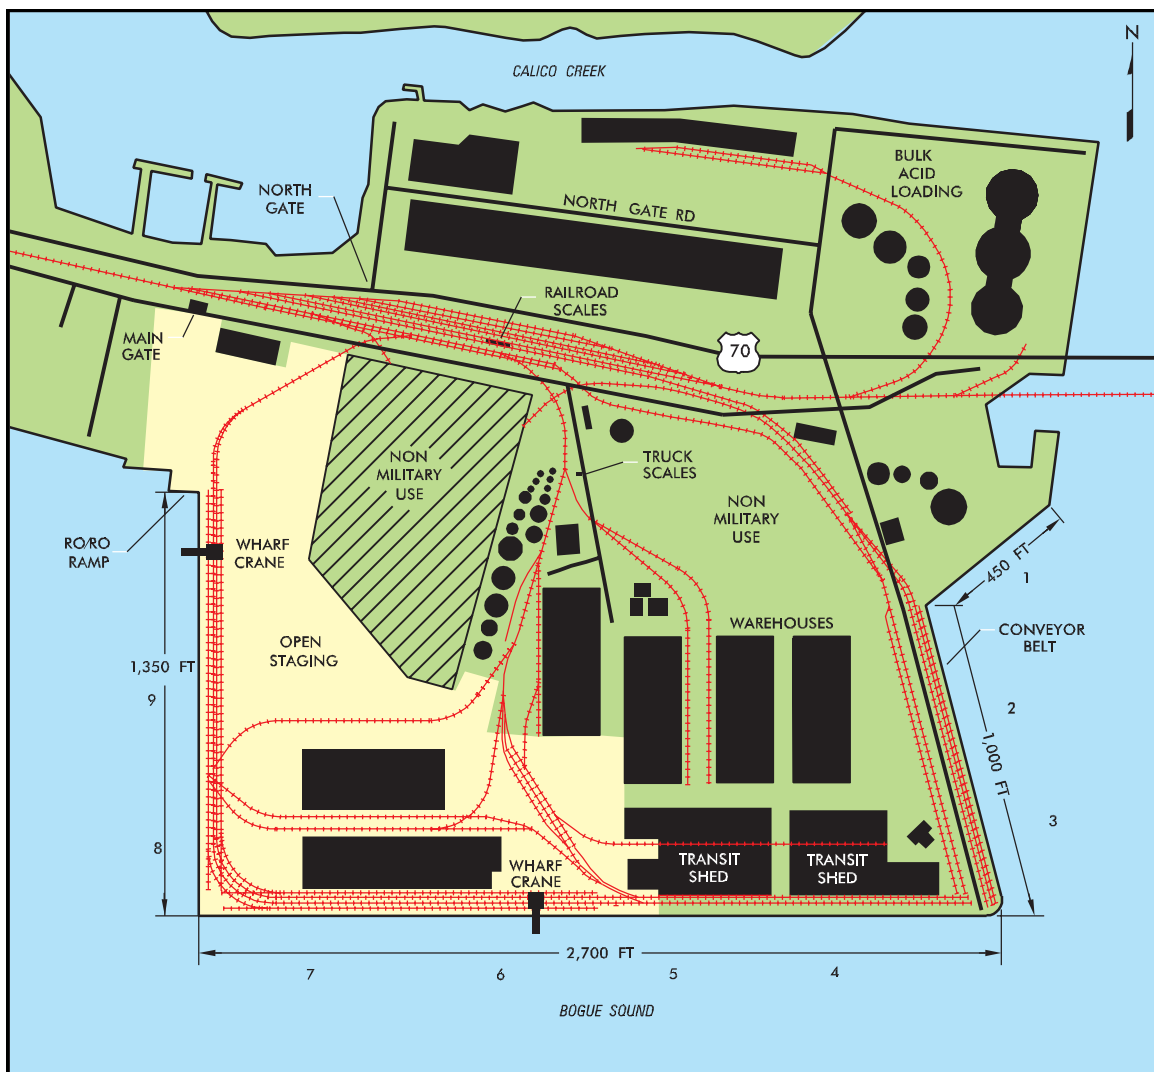 N
CALICO CREEK
BULK
ACID
LOADING
NORTH
GATE
NORTH GATE RD
RAILROAD
SCALES
MAIN
GATE
70
NON
MILITARY
USE
TRUCK
SCALES
NON
MILITARY
USE
RO/RO
RAMP
WHARF
CRANE
450 FT
1
OPEN
STAGING
WAREHOUSES
CONVEYOR
BELT
1,350 FT
9
2
1,000 FT
3
8
WHARF
CRANE
TRANSIT
SHED
TRANSIT
SHED
2,700 FT
7
6
5
4
BOGUE SOUND